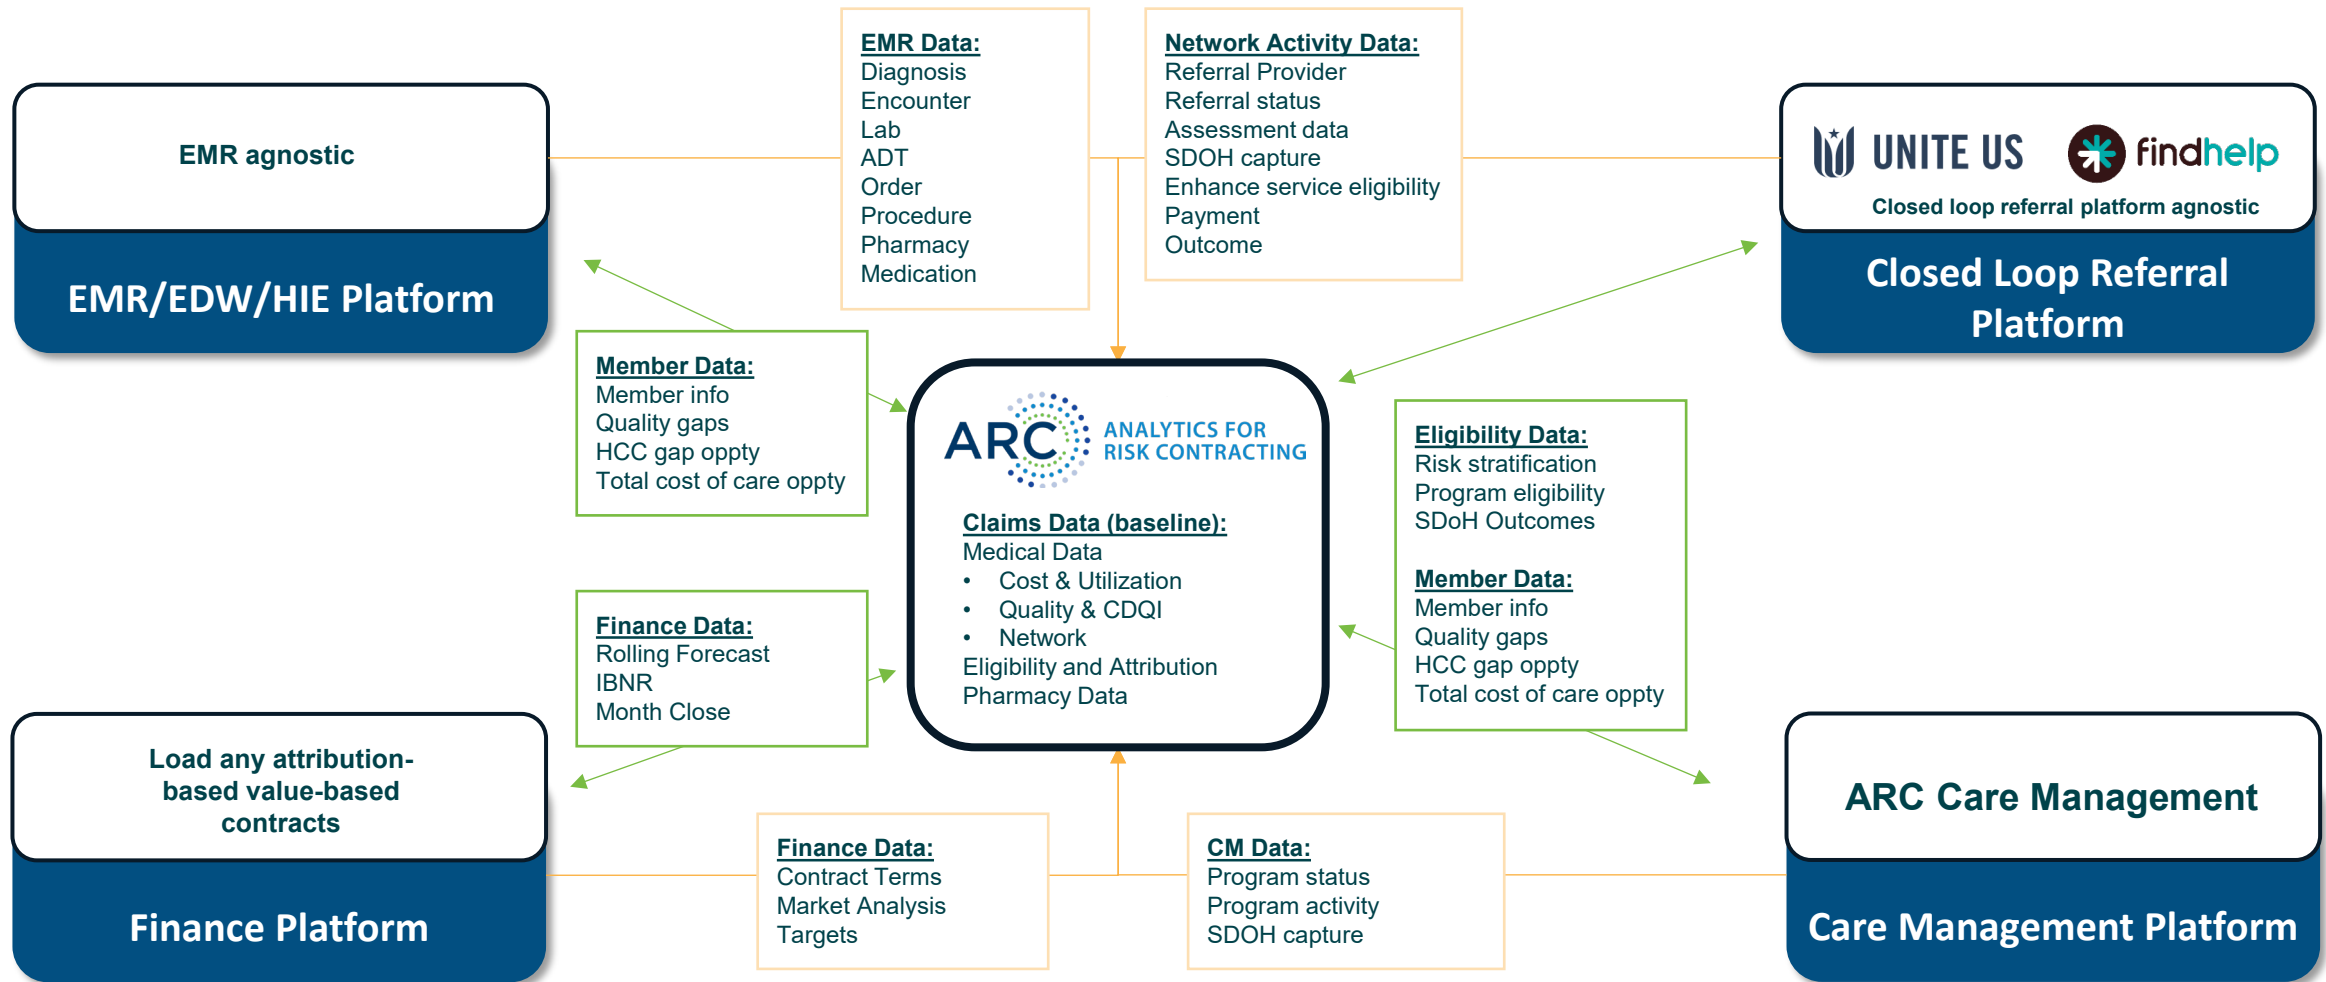 EMR agnostic
EMR/EDW/HIE Platform
EMR Data:
Diagnosis
Encounter
Lab
ADT
Order
Procedure
Pharmacy
Medication
Network Activity Data:
Referral Provider
Referral status
Assessment data
SDOH capture
Enhance service eligibility
Payment
Outcome
UNITE US
findhelp
Closed loop referral platform agnostic
Closed Loop Referral
Platform
Member Data:
Member info
Quality gaps
HCC gap oppty
Total cost of care oppty
ARC
ANALYTICS FOR
RISK CONTRACTING
Claims Data (baseline):
Medical Data
• Cost & Utilization
• Quality & CDQI
• Network
Eligibility and Attribution
Pharmacy Data
Eligibility Data:
Risk stratification
Program eligibility
SDoH Outcomes
Member Data:
Member info
Quality gaps
HCC gap oppty
Total cost of care oppty
Finance Data:
Rolling Forecast
IBNR
Month Close
Load any attribution-
based value-based
contracts
Finance Platform
Finance Data:
Contract Terms
Market Analysis
Targets
CM Data:
Program status
Program activity
SDOH capture
ARC Care Management
Care Management Platform